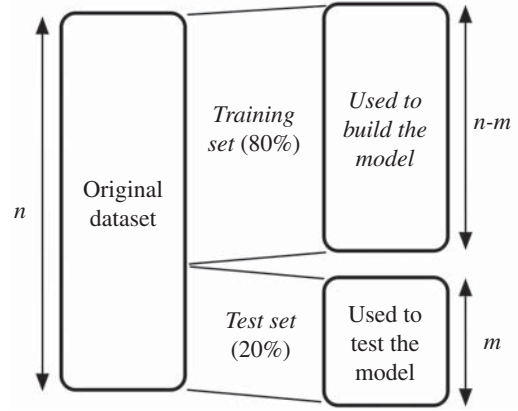 n
Original
dataset
Training
set (80%)
Used to
build the
model
n-m
Test set
(20%)
Used to
test the
model
m